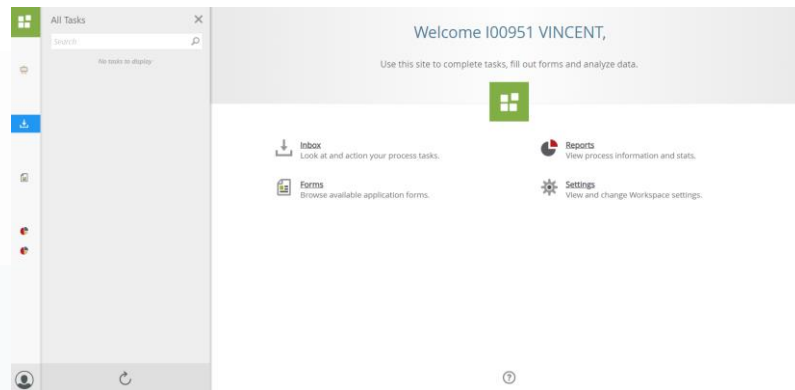 All Tasks
Search
No tasks to display
Welcome I00951 VINCENT,
Use this site to complete tasks, fill out forms and analyze data.
Inbox
Look at and action your process tasks.
Reports
View process information and stats.
Forms
Browse available application forms.
Settings
View and change Workspace settings.